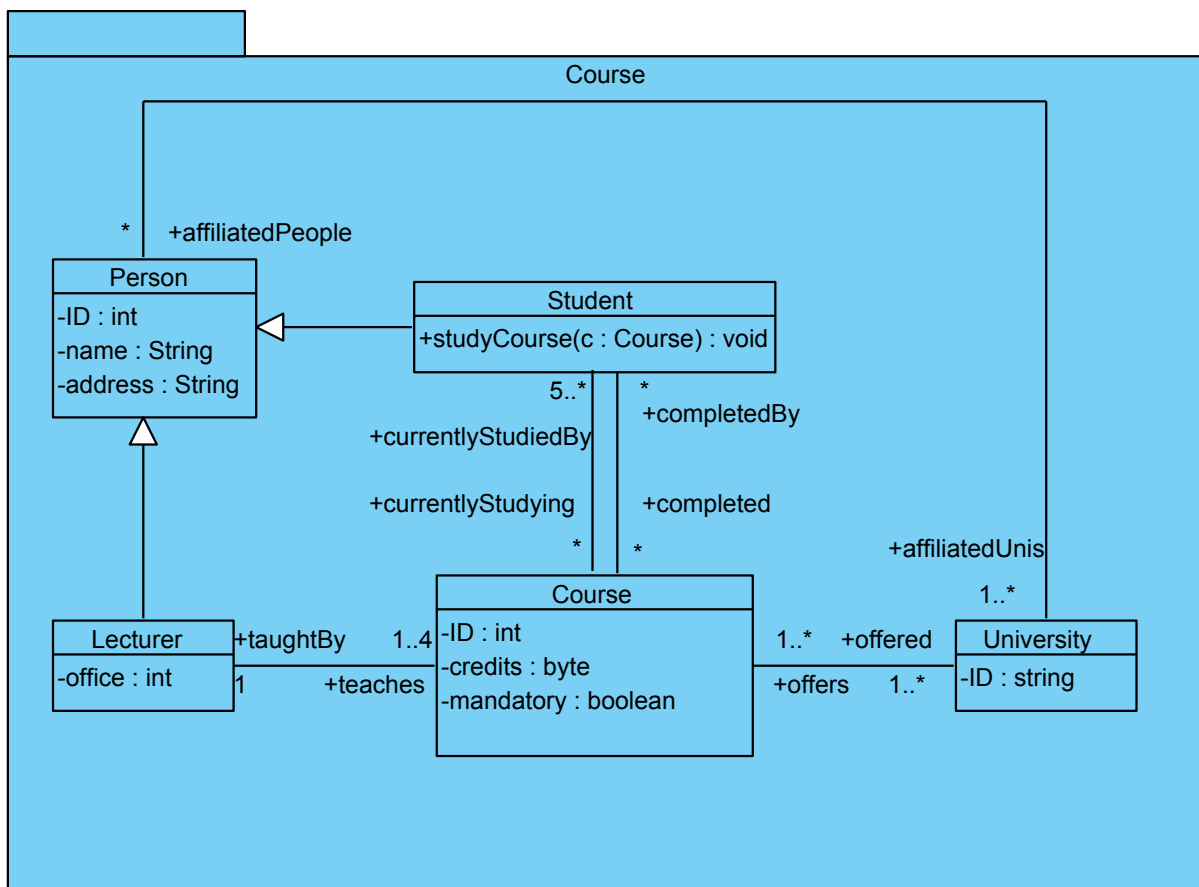 Course
* +affiliatedPeople
Person
-ID : int
-name : String
-address : String
Student
+studyCourse(c : Course) : void
5..* *
+completedBy
+currentlyStudiedBy
+currentlyStudying +completed
* *
+affiliatedUnis
1..*
Course
-ID : int
-credits : byte
-mandatory : boolean
Lecturer
-office : int
+taughtBy 1..4
1 +teaches
1..* +offered
+offers 1..*
University
-ID : string